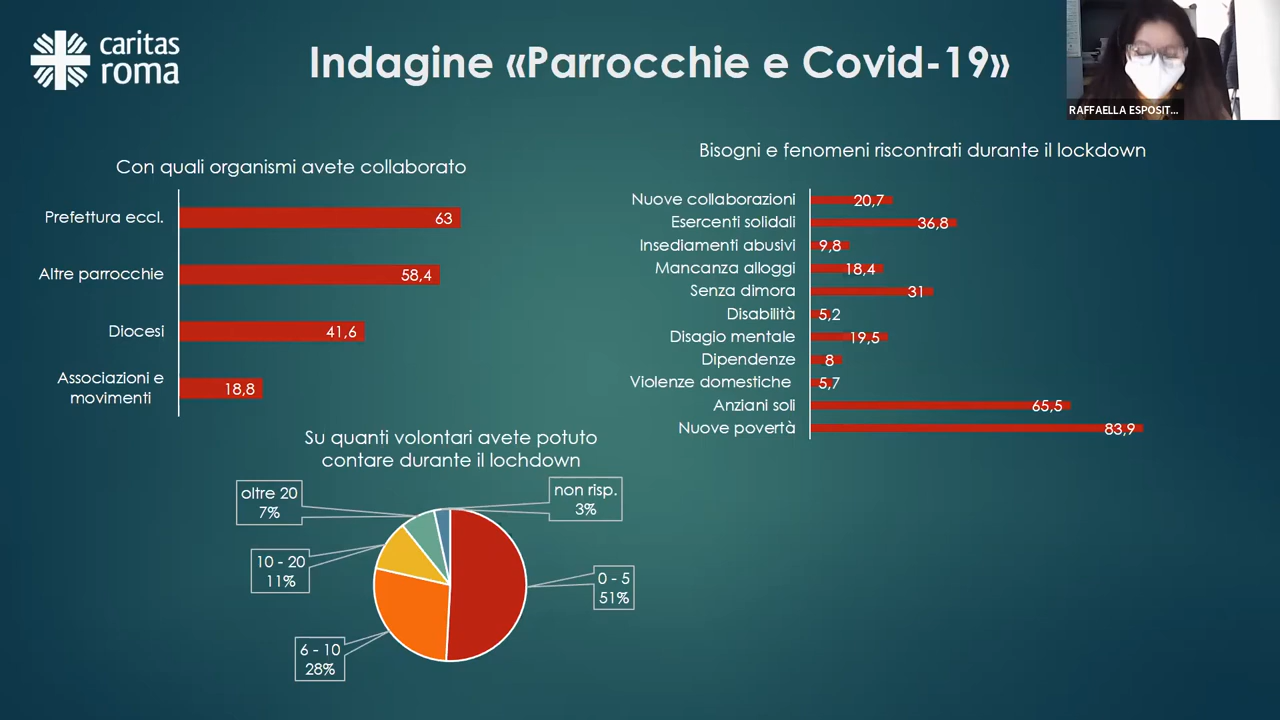 caritas
roma
Indagine «Parrocchie e Covid-19»
RAFFAELLA ESPOSIT...
Con quali organismi avete collaborato
Prefettura eccl.
63
Altre parrocchie
58,4
Diocesi
41,6
Associazioni e
movimenti
18,8
Bisogni e fenomeni riscontrati durante il lockdown
Nuove collaborazioni
20,7
Esercenti solidali
36,8
Insediamenti abusivi
9,8
Mancanza alloggi
18,4
Senza dimora
31
Disabilità
5,2
Disagio mentale
19,5
Dipendenze
8
Violenze domestiche
5,7
Anziani soli
65,5
Nuove povertà
83,9
Su quanti volontari avete potuto
contare durante il lochdown
oltre 20
7%
non risp.
3%
10 - 20
11%
0 - 5
51%
6 - 10
28%